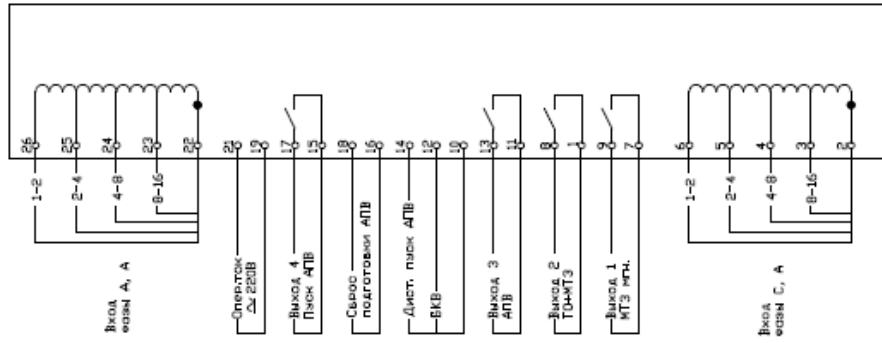 26
25
24
23
22
21
19
17
15
18
16
14
12
10
13
11
8
1
9
7
6
5
4
3
2
1-2
2-4
4-8
8-16
1-2
2-4
4-8
8-16
Вход
фазы А, А
Опер.ток
≂ 220В
Выход 4
Пуск АПВ
Сброс
подготовки АПВ
Дист. пуск АПВ
БКВ
Выход 3
АПВ
Выход 2
ТО+МТЗ
Выход 1
МТЗ мгн.
Вход
фазы С, А